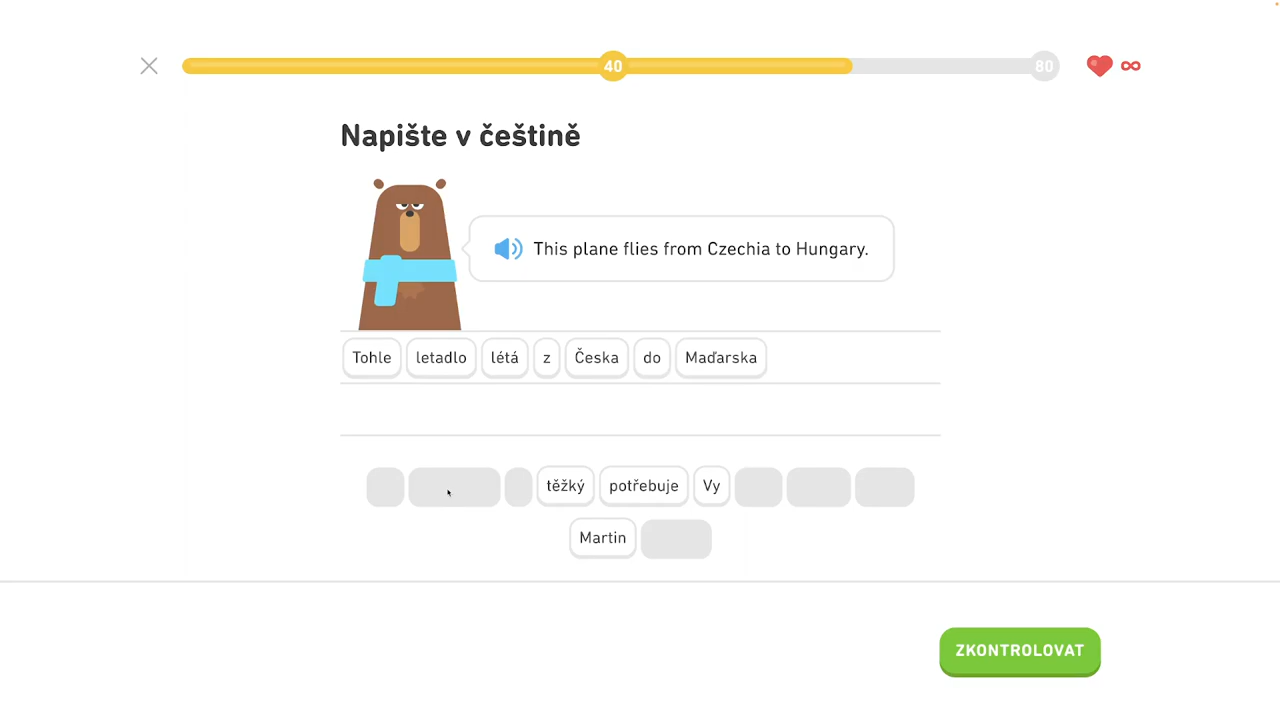 40 80 ∞
Napište v češtině
This plane flies from Czechia to Hungary.
Tohle letadlo létá z Česka do Maďarska
těžký potřebuje Vy
Martin
ZKONTROLOVAT